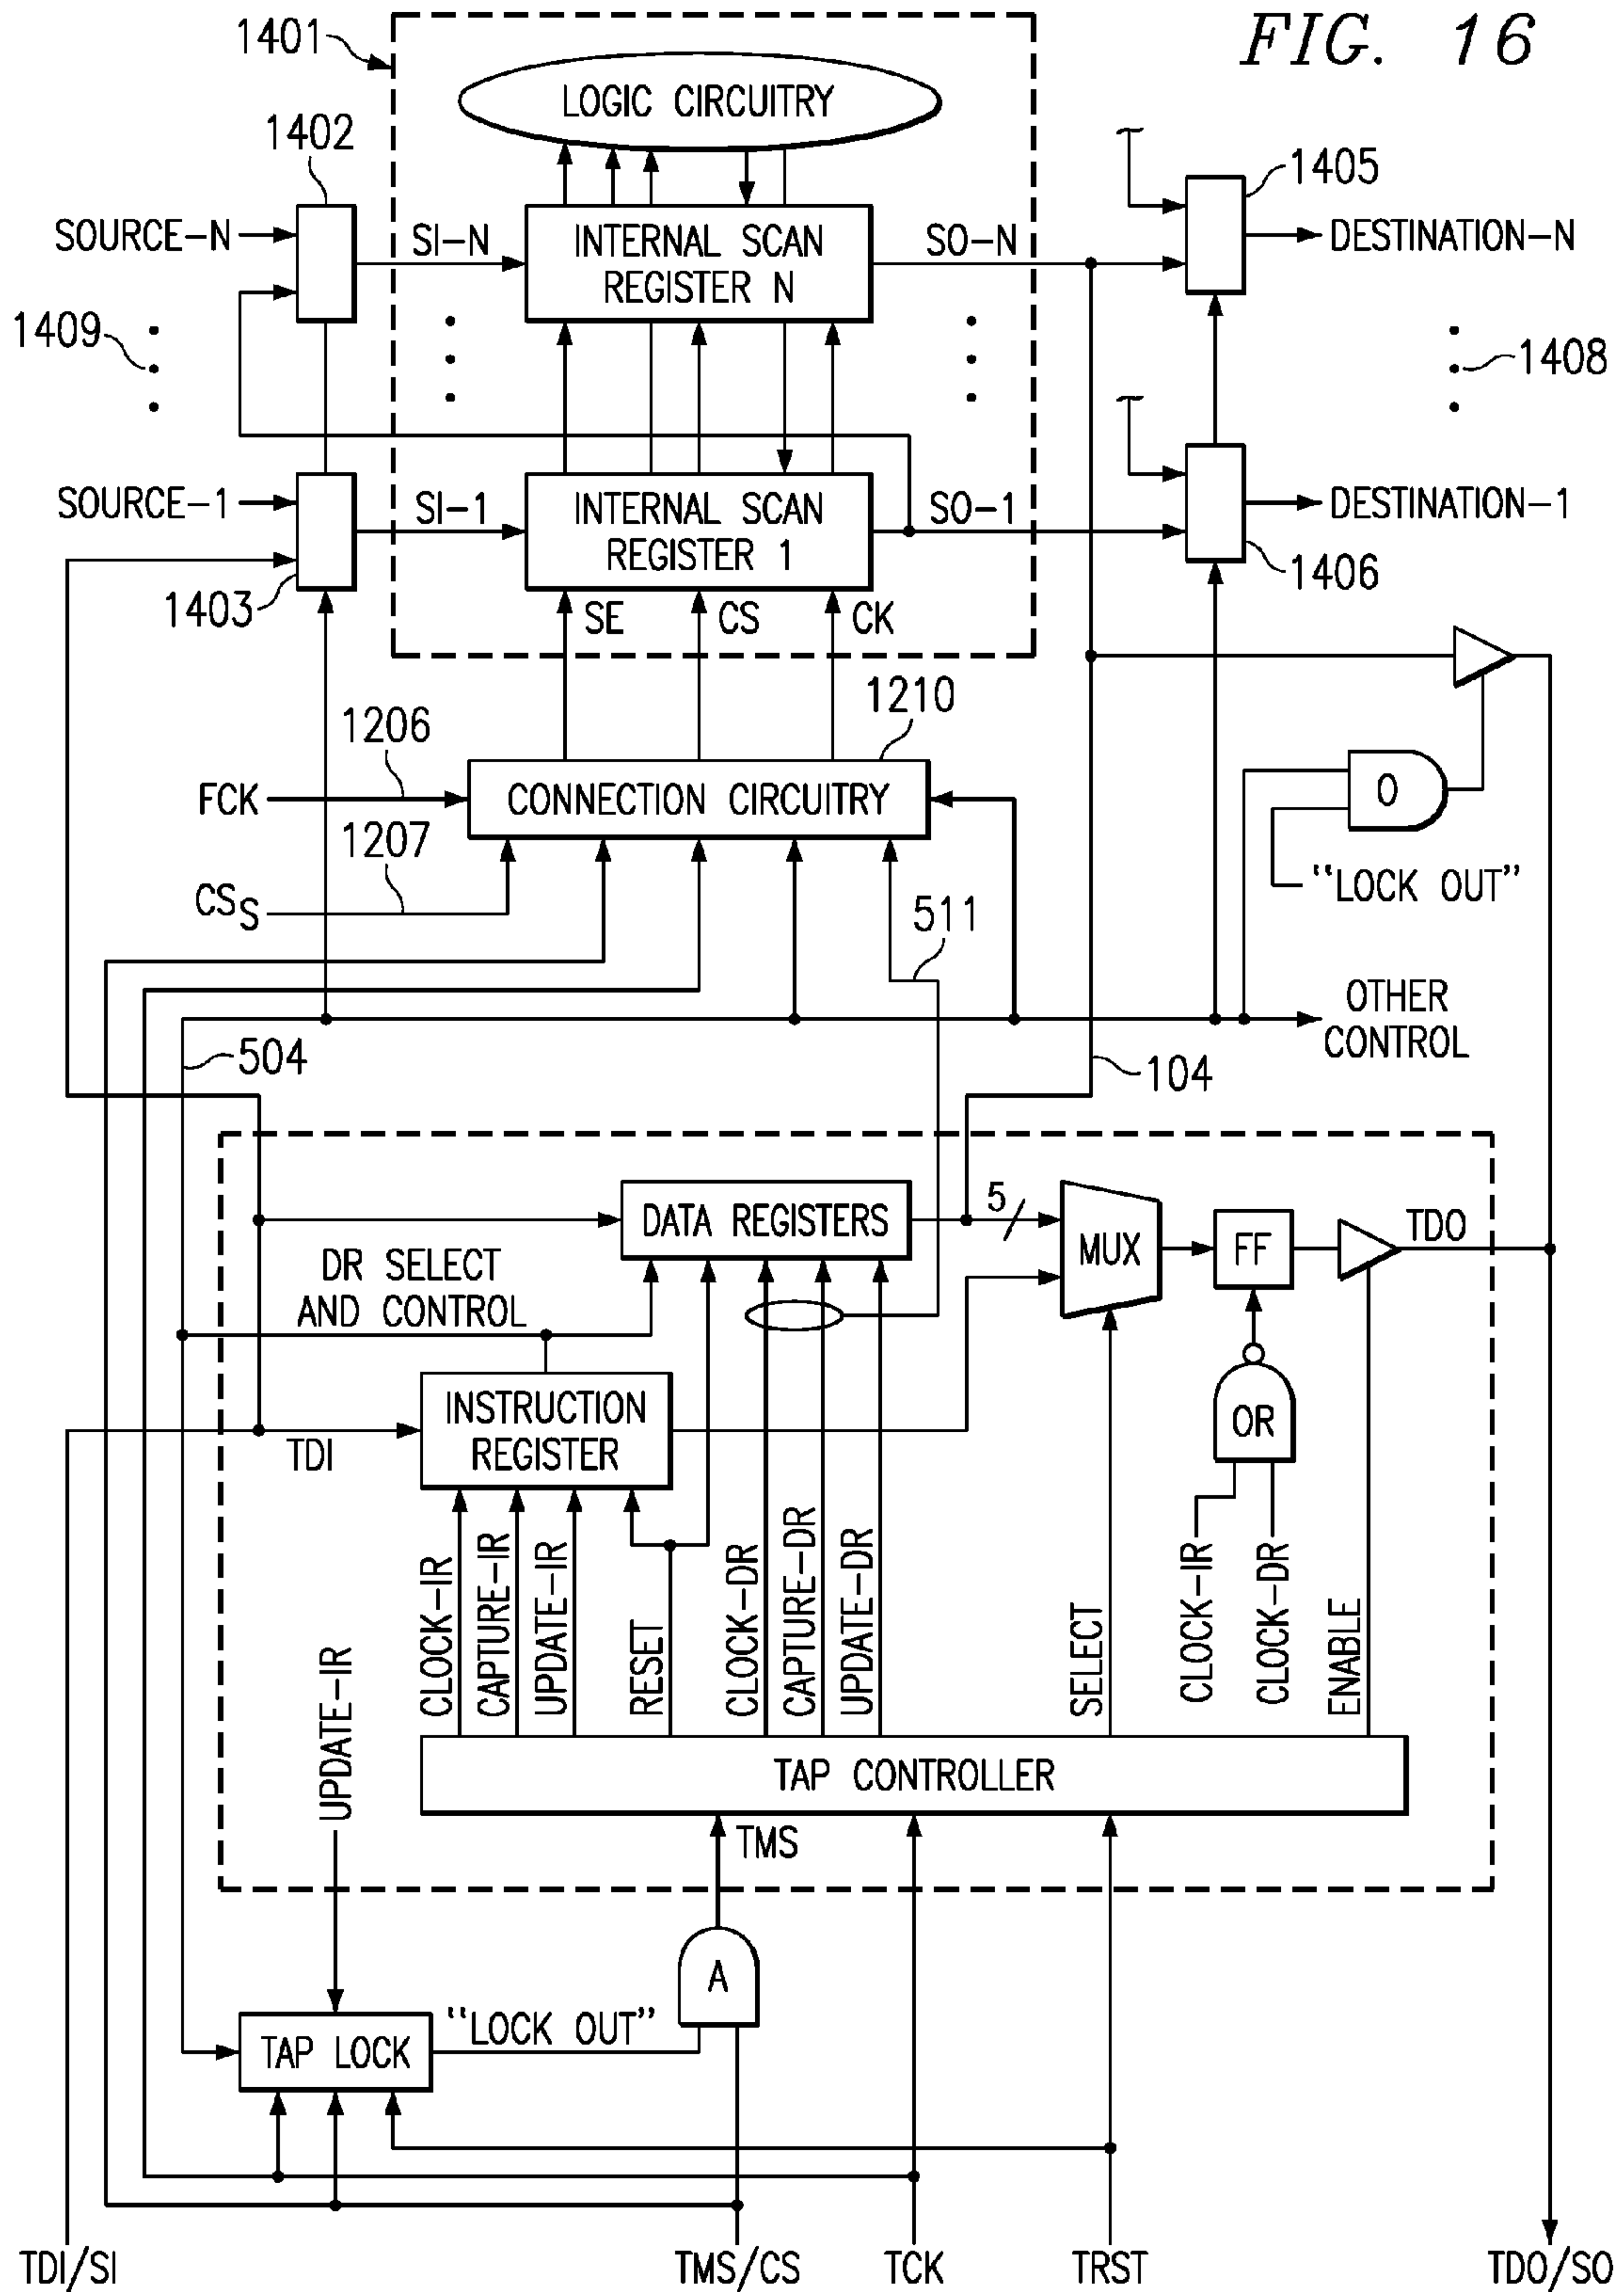 FIG. 16
1401
LOGIC CIRCUITRY
1402
1405
SOURCE-N
SI-N
INTERNAL SCAN
REGISTER N
SO-N
DESTINATION-N
1409
1408
SOURCE-1
SI-1
INTERNAL SCAN
REGISTER 1
SO-1
DESTINATION-1
1403
1406
SE
CS
CK
1210
1206
FCK
CONNECTION CIRCUITRY
O
1207
"LOCK OUT"
CSS
511
OTHER
CONTROL
504
104
DATA REGISTERS
5
MUX
FF
TDO
DR SELECT
AND CONTROL
INSTRUCTION
REGISTER
TDI
OR
CLOCK-IR
CAPTURE-IR
UPDATE-IR
RESET
CLOCK-DR
CAPTURE-DR
UPDATE-DR
SELECT
CLOCK-IR
CLOCK-DR
ENABLE
UPDATE-IR
TAP CONTROLLER
TMS
A
TAP LOCK
"LOCK OUT"
TDI/SI
TMS/CS
TCK
TRST
TDO/SO